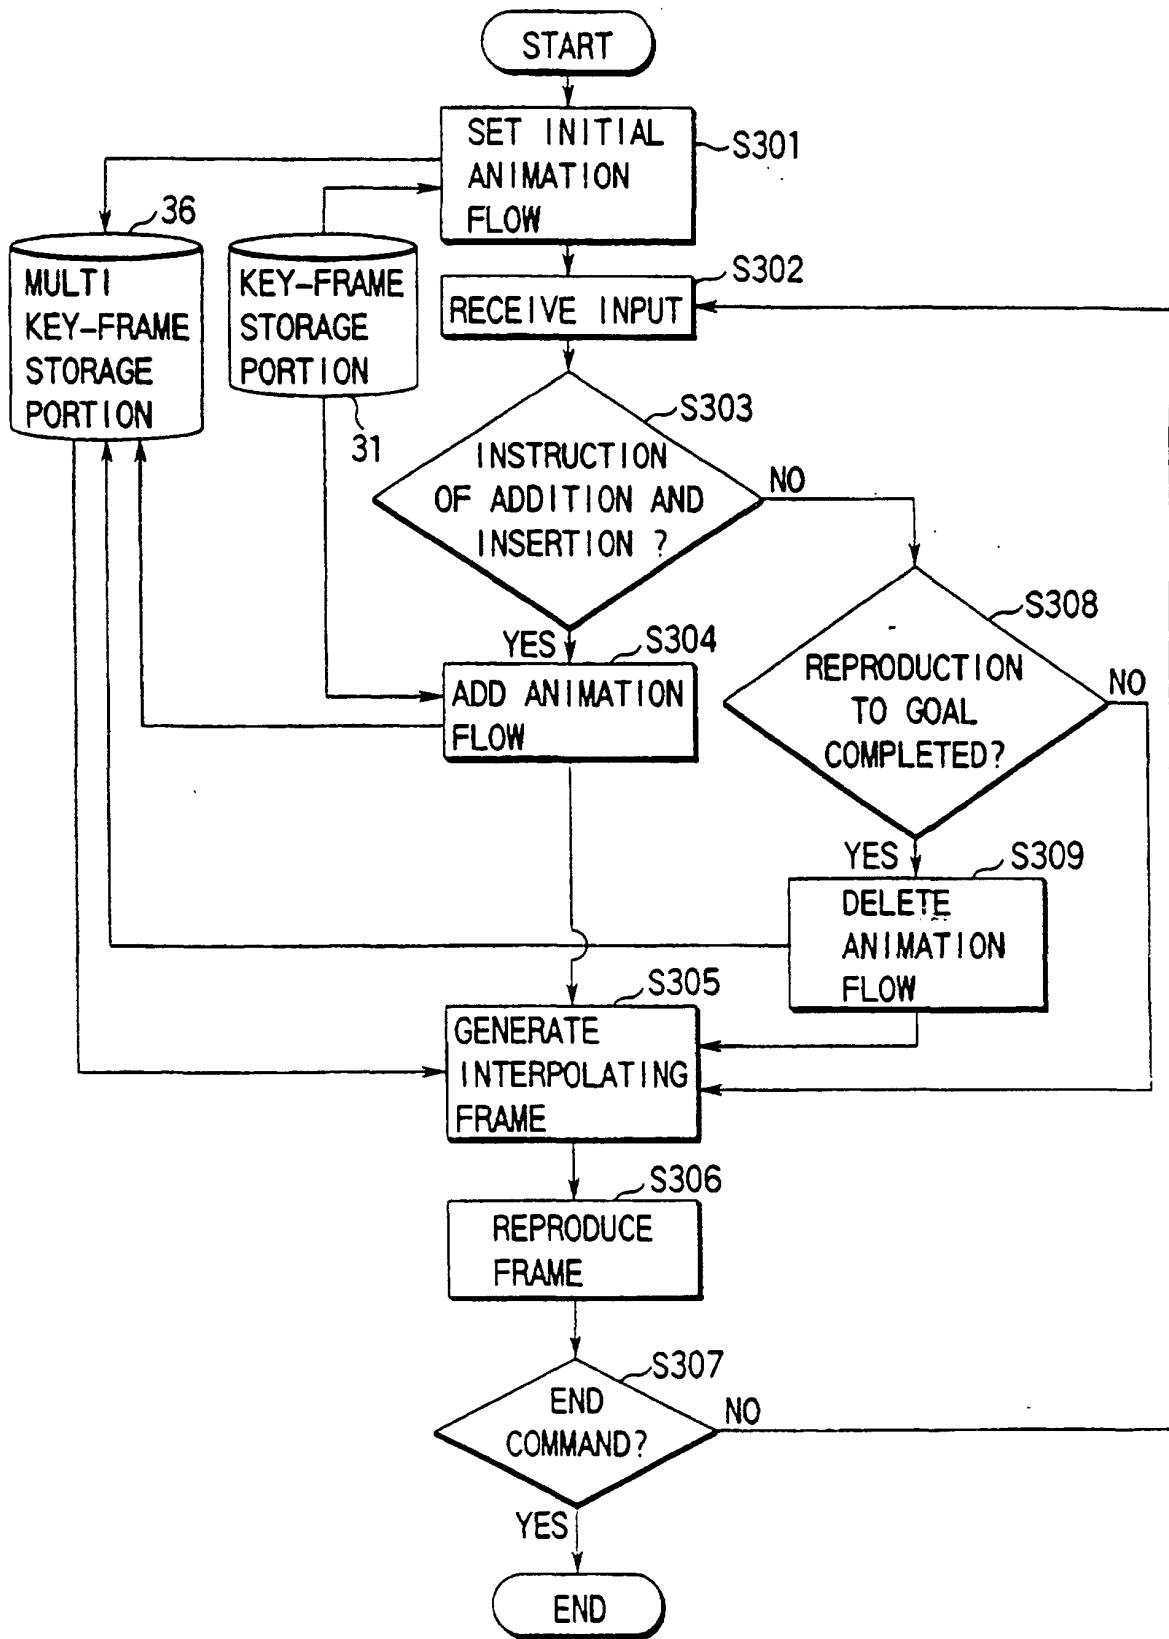 START
SET INITIAL
ANIMATION
FLOW
S301
36
MULTI
KEY-FRAME
STORAGE
PORTION
KEY-FRAME
STORAGE
PORTION
31
S302
RECEIVE INPUT
S303
INSTRUCTION
OF ADDITION AND
INSERTION ?
NO
YES
S304
ADD ANIMATION
FLOW
S308
REPRODUCTION
TO GOAL
COMPLETED?
NO
YES
S309
DELETE
ANIMATION
FLOW
S305
GENERATE
INTERPOLATING
FRAME
S306
REPRODUCE
FRAME
S307
END
COMMAND?
NO
YES
END